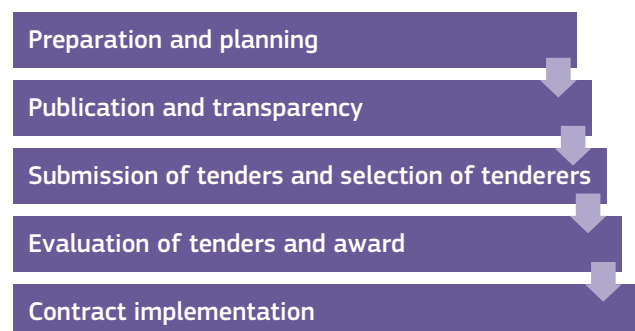 Preparation and planning
Publication and transparency
Submission of tenders and selection of tenderers
Evaluation of tenders and award
Contract implementation